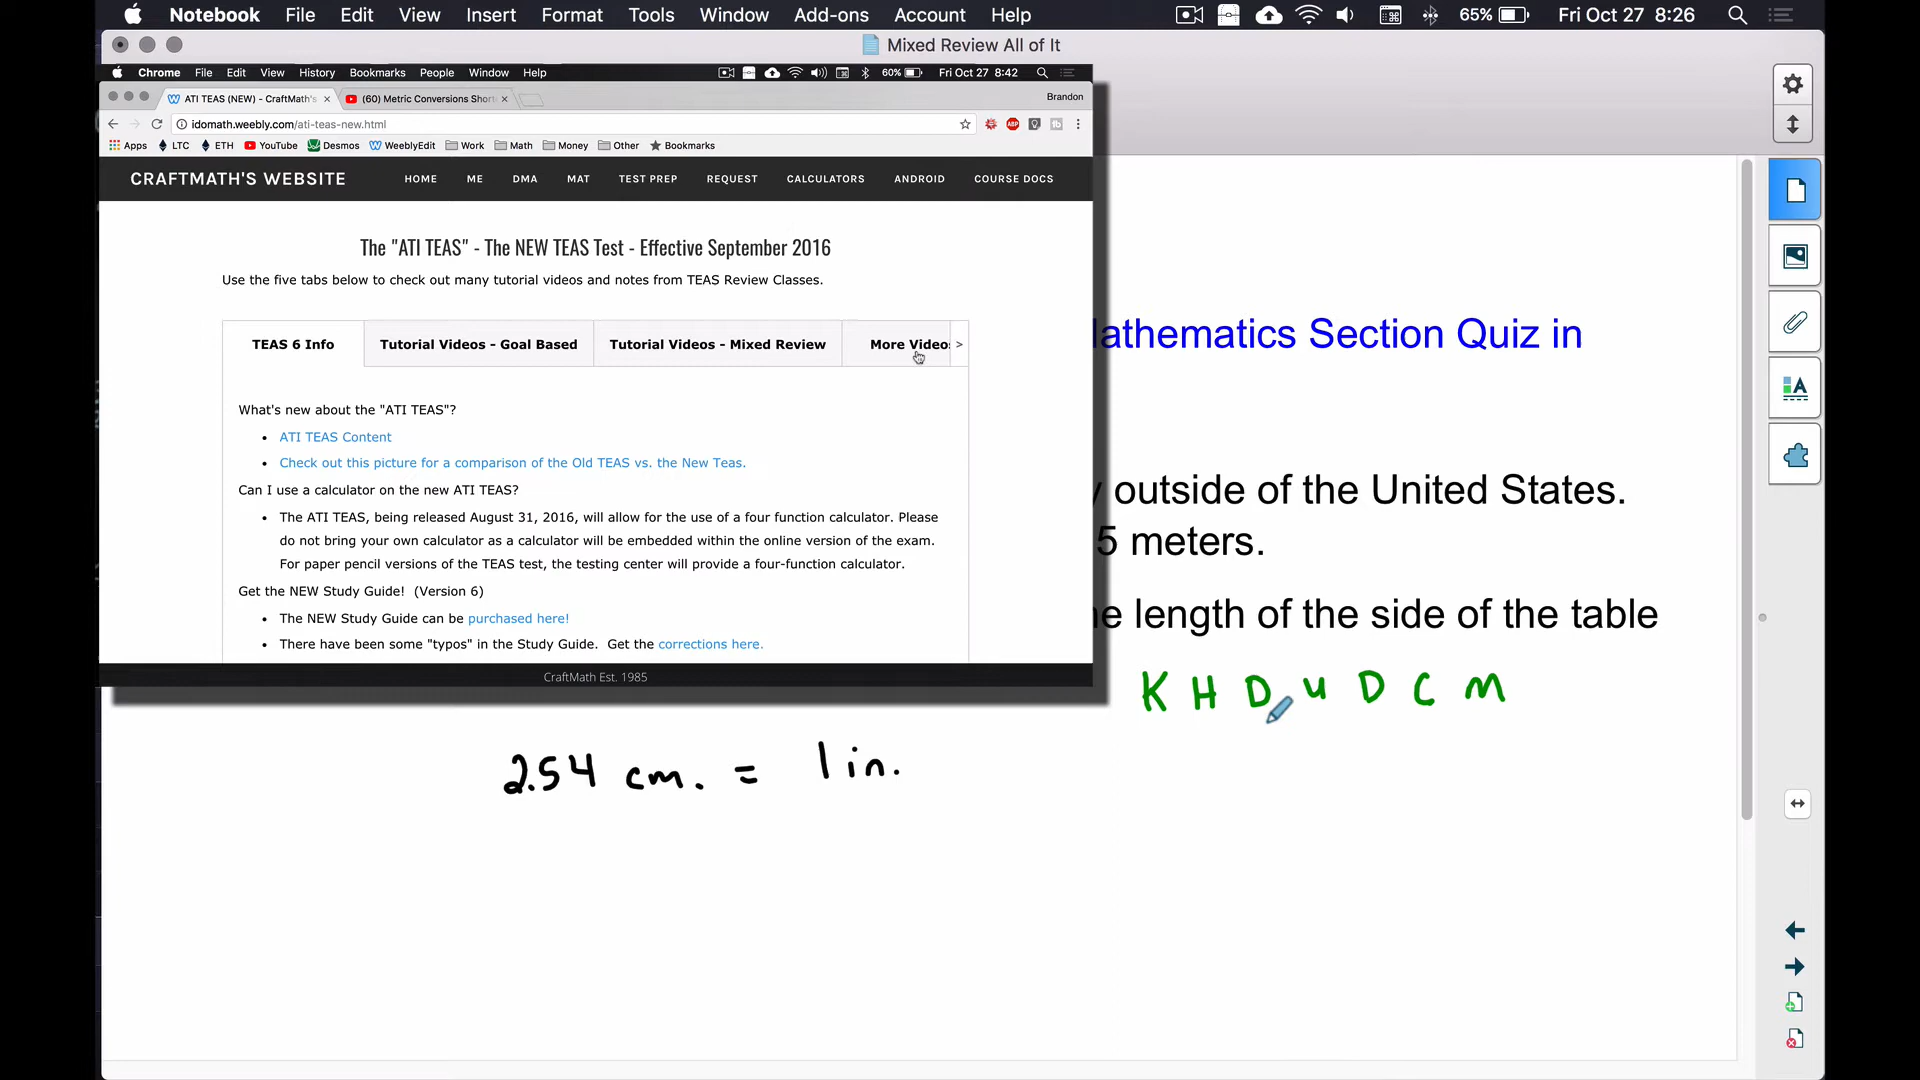 Notebook File Edit View Insert Format Tools Window Add-ons Account Help 65% Fri Oct 27 8:26
Mixed Review All of It
Chrome File Edit View History Bookmarks People Window Help 60% Fri Oct 27 8:42
ATI TEAS (NEW) - CraftMath's (60) Metric Conversions Short Brandon
idomath.weebly.com/ati-teas-new.html
Apps LTC ETH YouTube Desmos WeeblyEdit Work Math Money Other Bookmarks
CRAFTMATH'S WEBSITE HOME ME DMA MAT TEST PREP REQUEST CALCULATORS ANDROID COURSE DOCS
The "ATI TEAS" - The NEW TEAS Test - Effective September 2016
Use the five tabs below to check out many tutorial videos and notes from TEAS Review Classes.
TEAS 6 Info Tutorial Videos - Goal Based Tutorial Videos - Mixed Review More Videos >
What's new about the "ATI TEAS"?
• ATI TEAS Content
• Check out this picture for a comparison of the Old TEAS vs. the New Teas.
Can I use a calculator on the new ATI TEAS?
• The ATI TEAS, being released August 31, 2016, will allow for the use of a four function calculator. Please
do not bring your own calculator as a calculator will be embedded within the online version of the exam.
For paper pencil versions of the TEAS test, the testing center will provide a four-function calculator.
Get the NEW Study Guide! (Version 6)
• The NEW Study Guide can be purchased here!
• There have been some "typos" in the Study Guide. Get the corrections here.
CraftMath Est. 1985
athematics Section Quiz in
outside of the United States.
5 meters.
e length of the side of the table
K H D U D C M
2.54 cm. = 1 in.